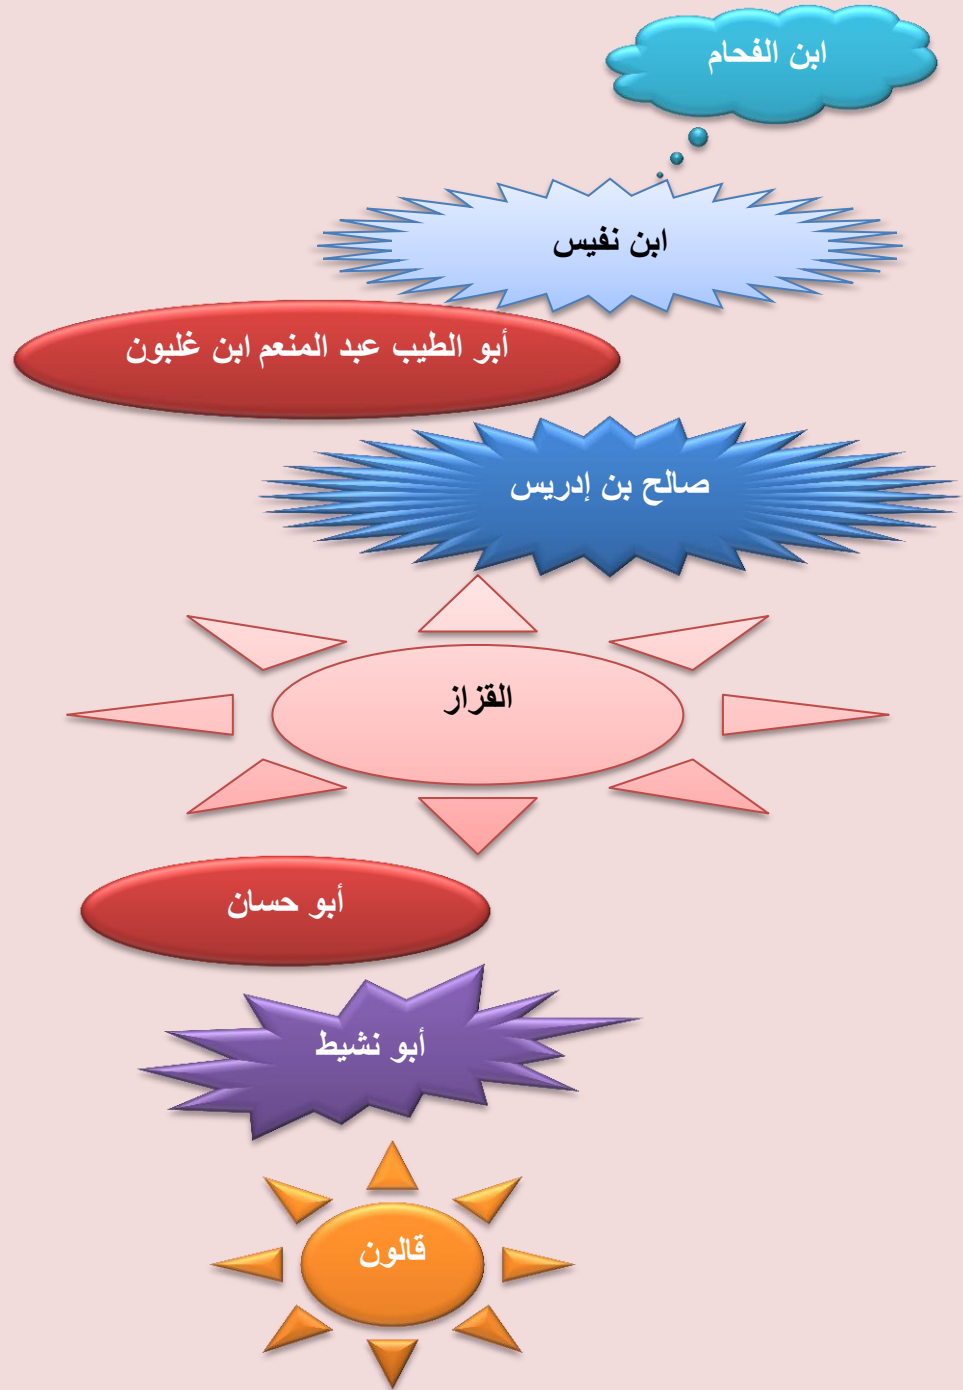 ابن الفحام
ابن نفيس
أبو الطيب عبد المنعم ابن غلبون
صالح بن إدريس
القزاز
أبو حسان
أبو نشيط
قالون